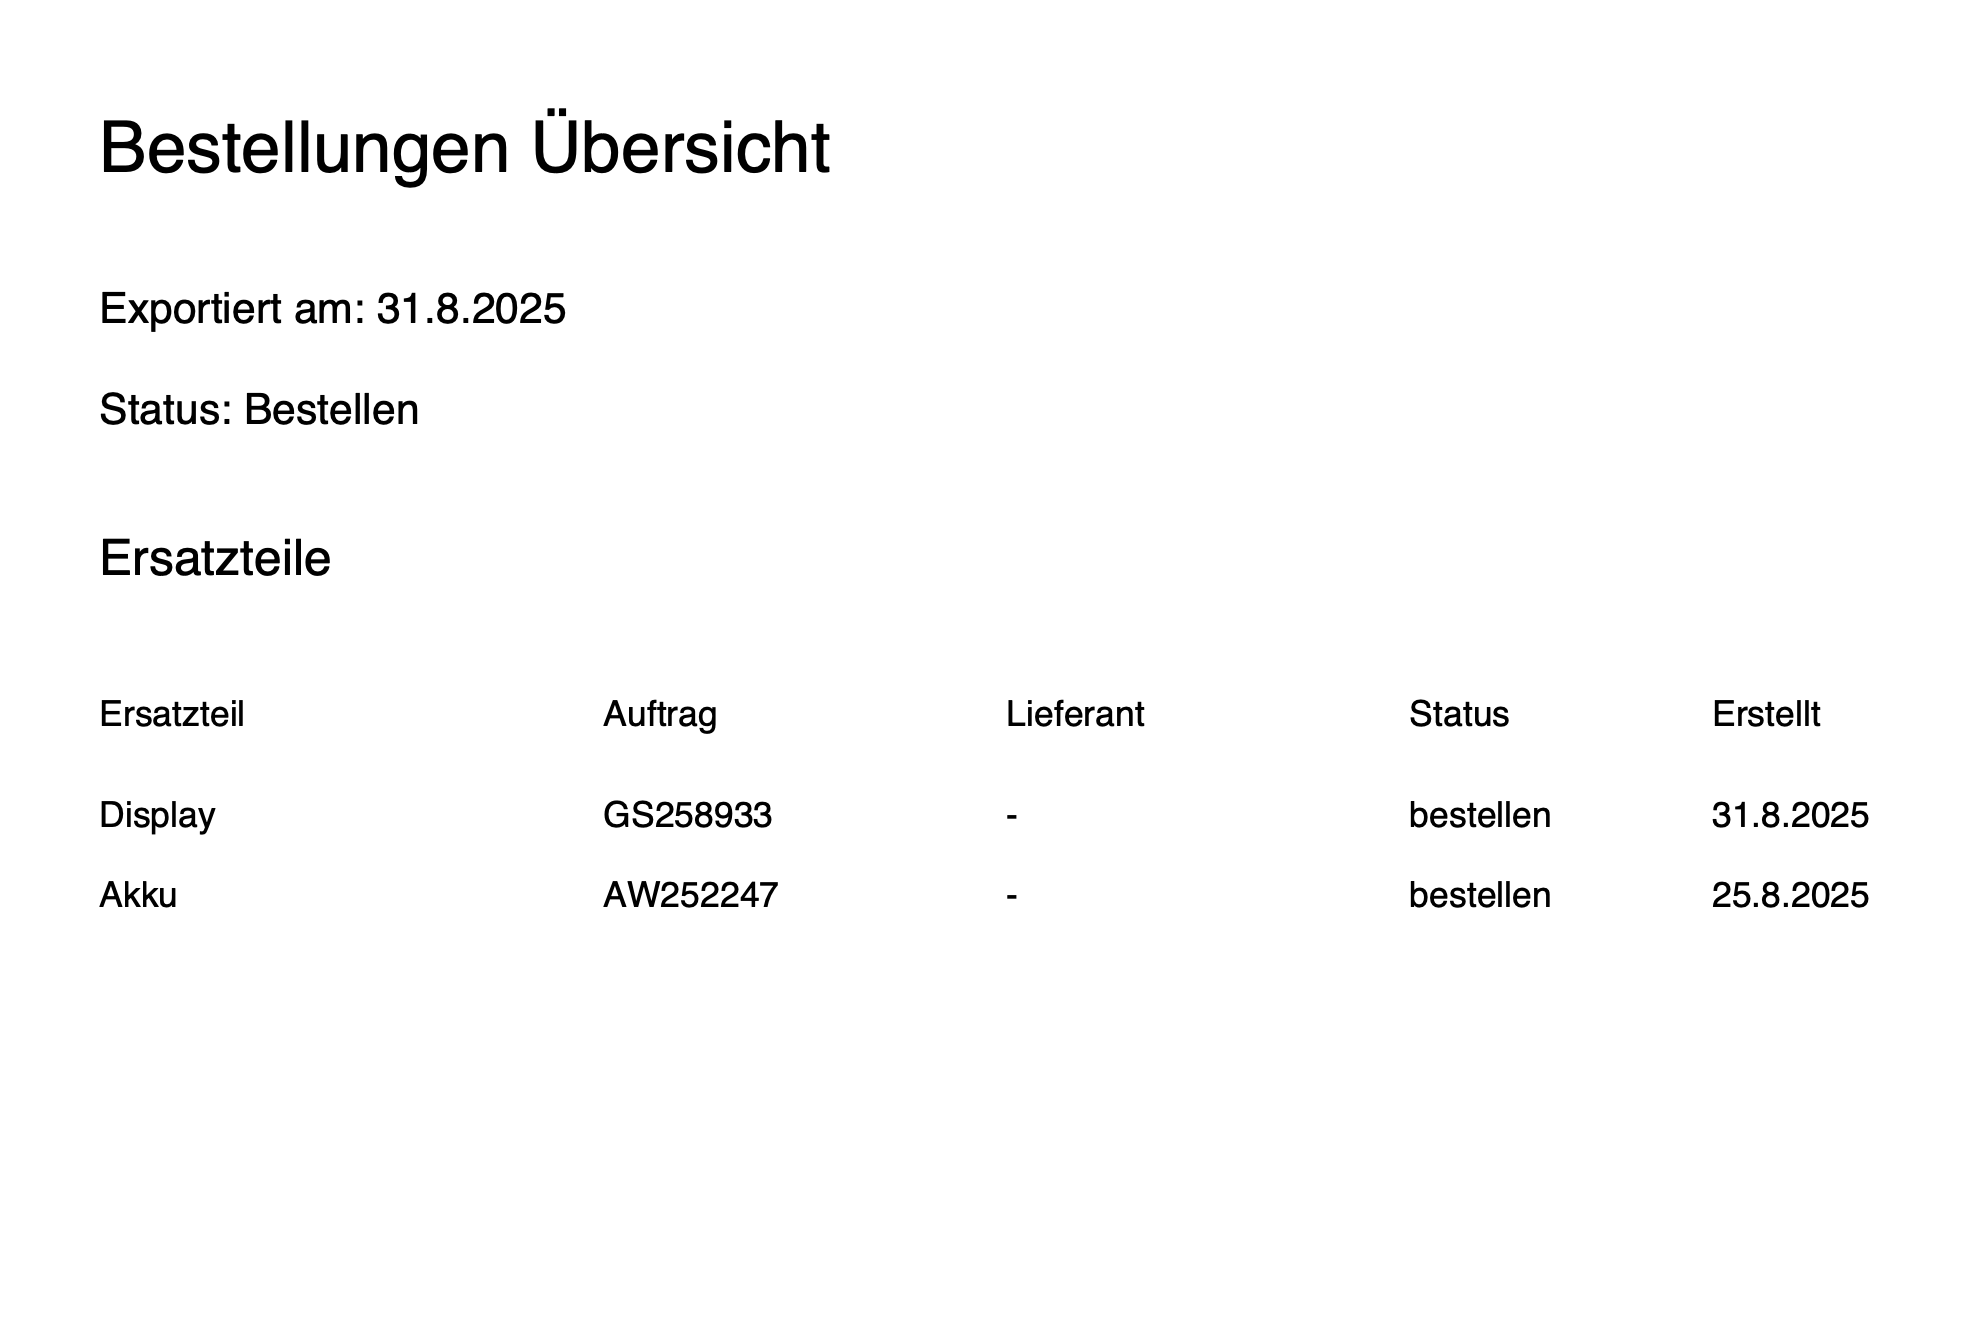 Bestellungen Übersicht
Exportiert am: 31.8.2025
Status: Bestellen
Ersatzteile
Ersatzteil Auftrag Lieferant Status Erstellt
Display GS258933 - bestellen 31.8.2025
Akku AW252247 - bestellen 25.8.2025